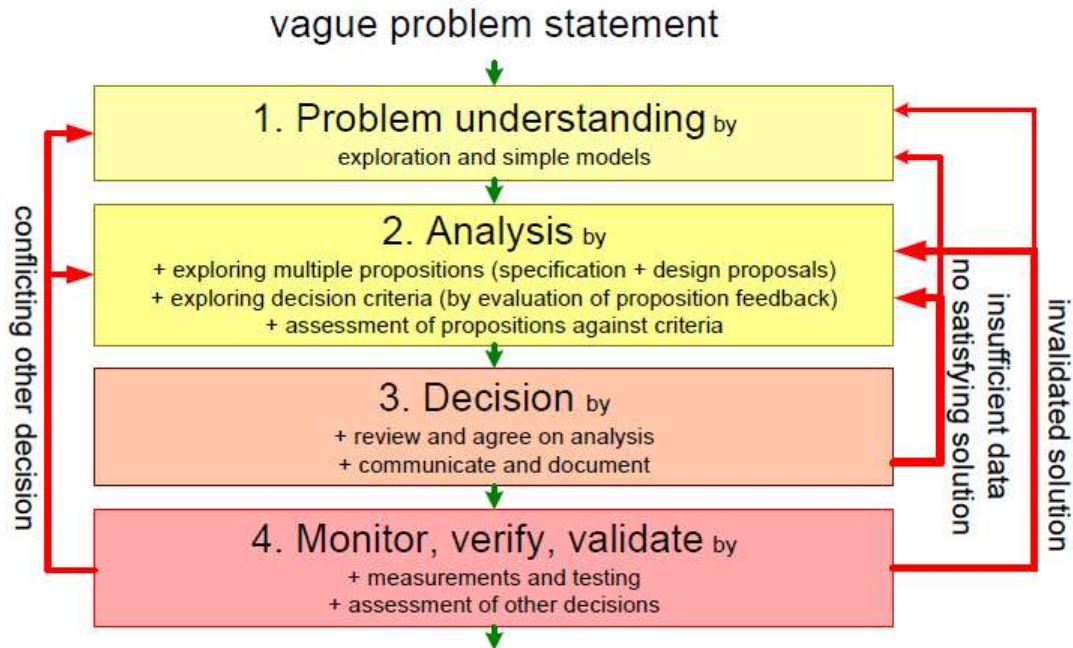 vague problem statement
1. Problem understanding by
exploration and simple models
2. Analysis by
+ exploring multiple propositions (specification + design proposals)
+ exploring decision criteria (by evaluation of proposition feedback)
+ assessment of propositions against criteria
3. Decision by
+ review and agree on analysis
+ communicate and document
4. Monitor, verify, validate by
+ measurements and testing
+ assessment of other decisions
conflicting other decision
insufficient data
no satisfying solution
invalidated solution